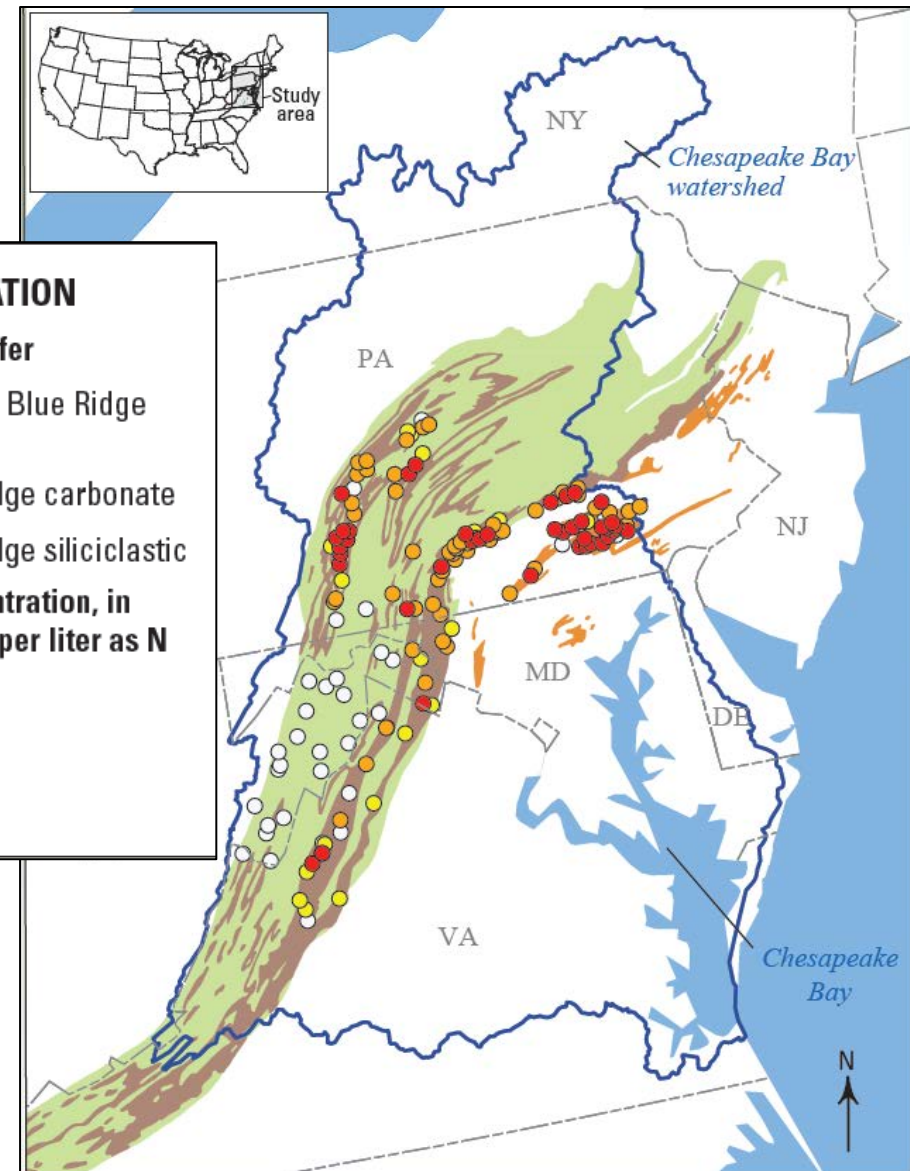 Study
area
NY
Chesapeake Bay
watershed
ATION
fer
Blue Ridge
PA
dge carbonate
dge siliciclastic
NJ
ntration, in
per liter as N
MD
DE
VA
Chesapeake
Bay
N